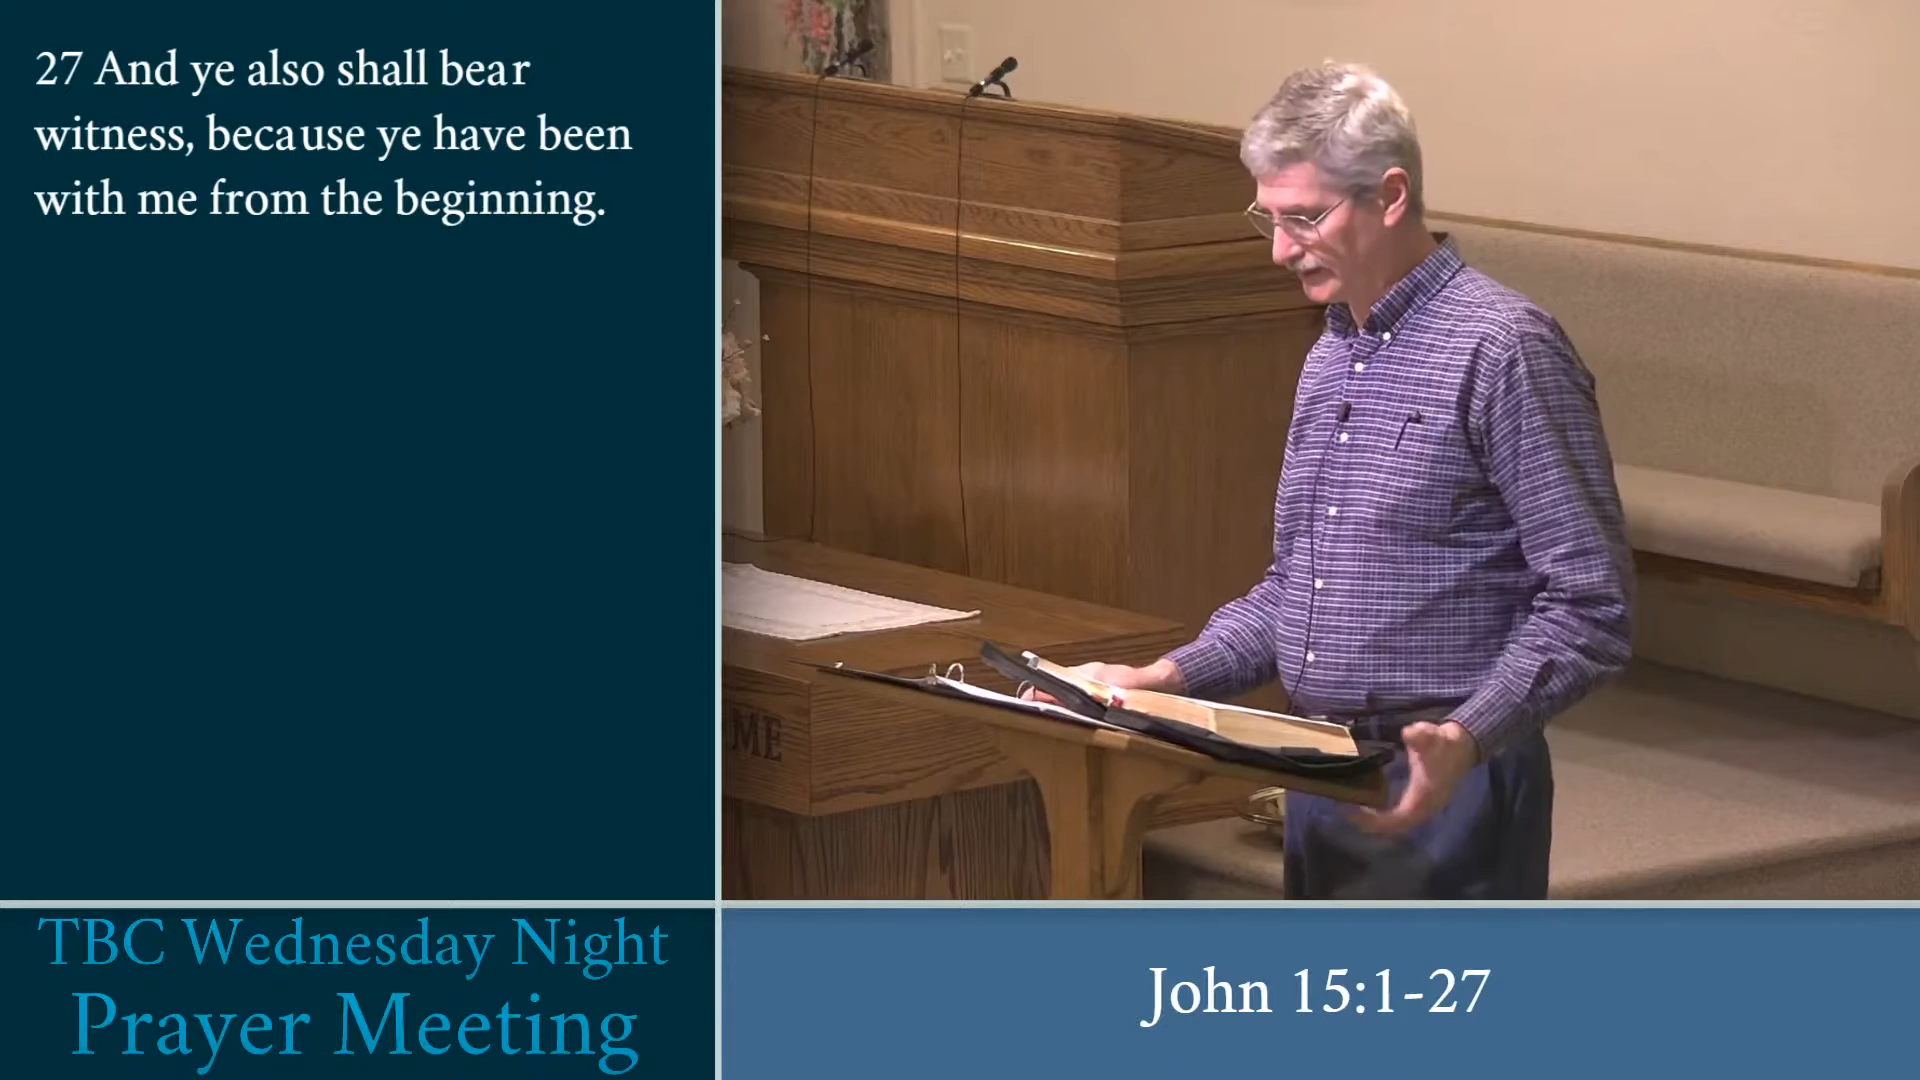 27 And ye also shall bear
witness, because ye have been
with me from the beginning.
ME
TBC Wednesday Night
Prayer Meeting
John 15:1-27